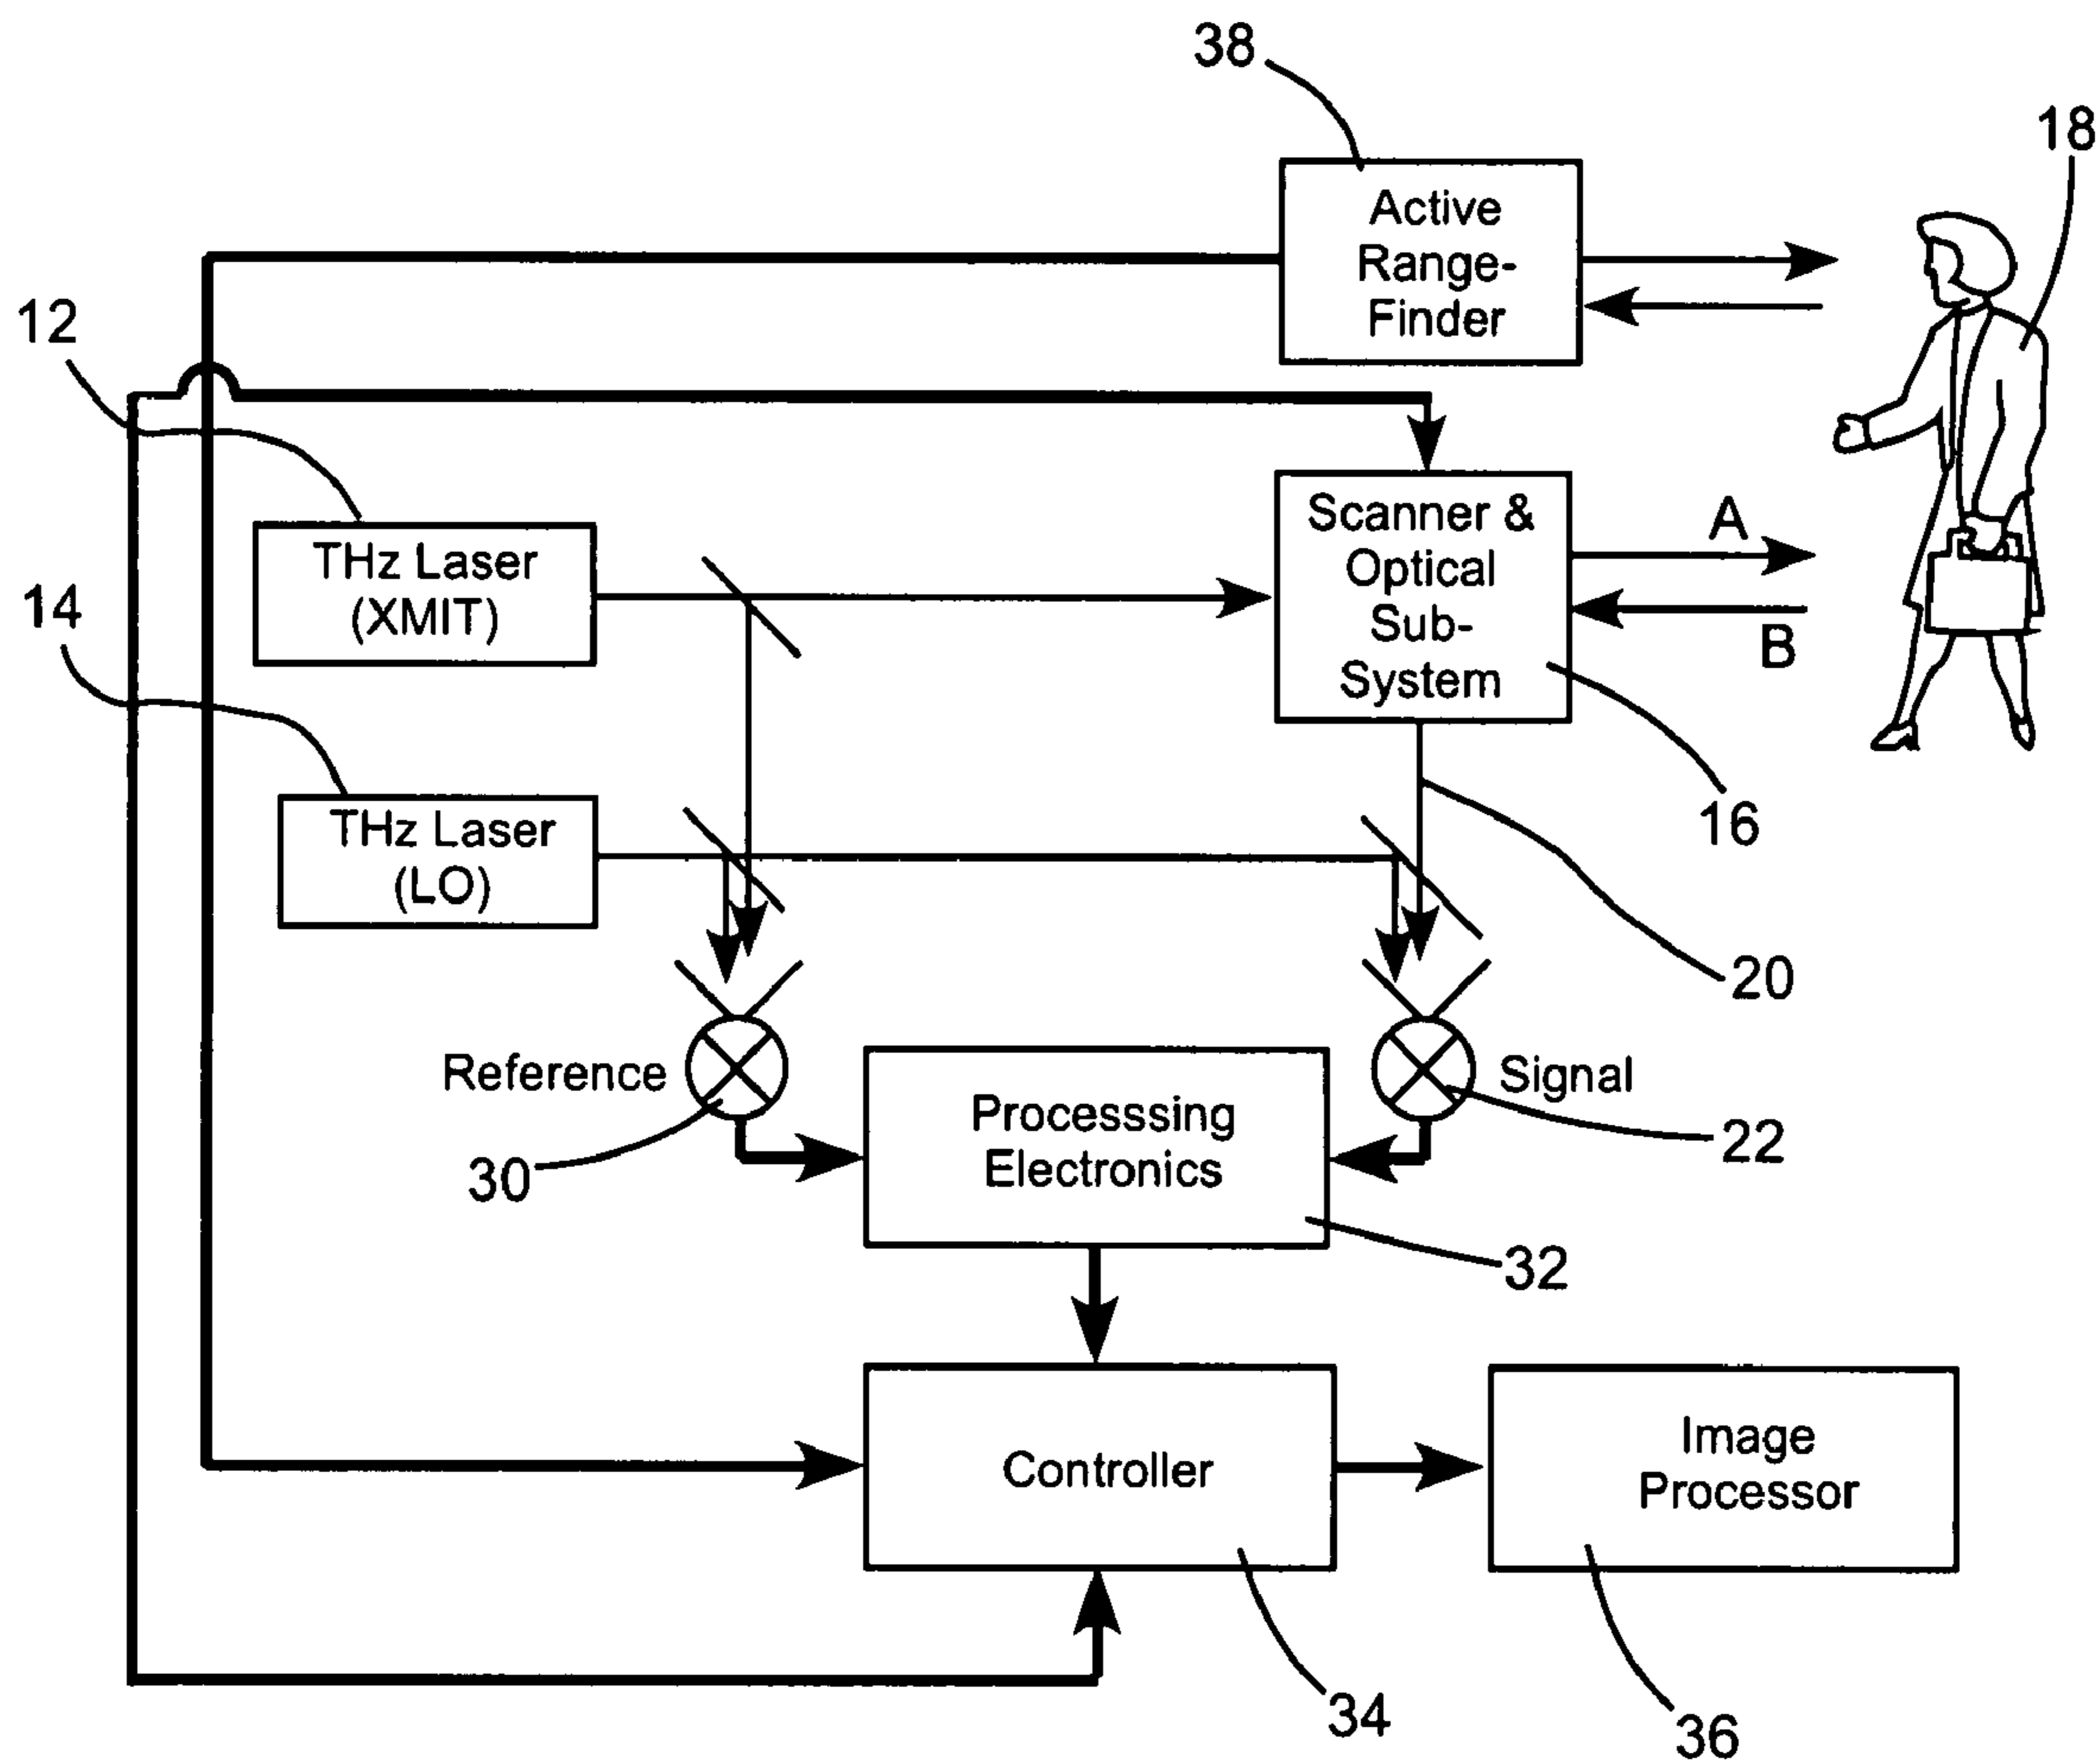 38
18
Active
Range-
Finder
12
THz Laser
(XMIT)
Scanner &
Optical
Sub-
System
A
B
14
THz Laser
(LO)
16
20
Reference
Signal
Processsing
Electronics
22
30
32
Controller
Image
Processor
34
36